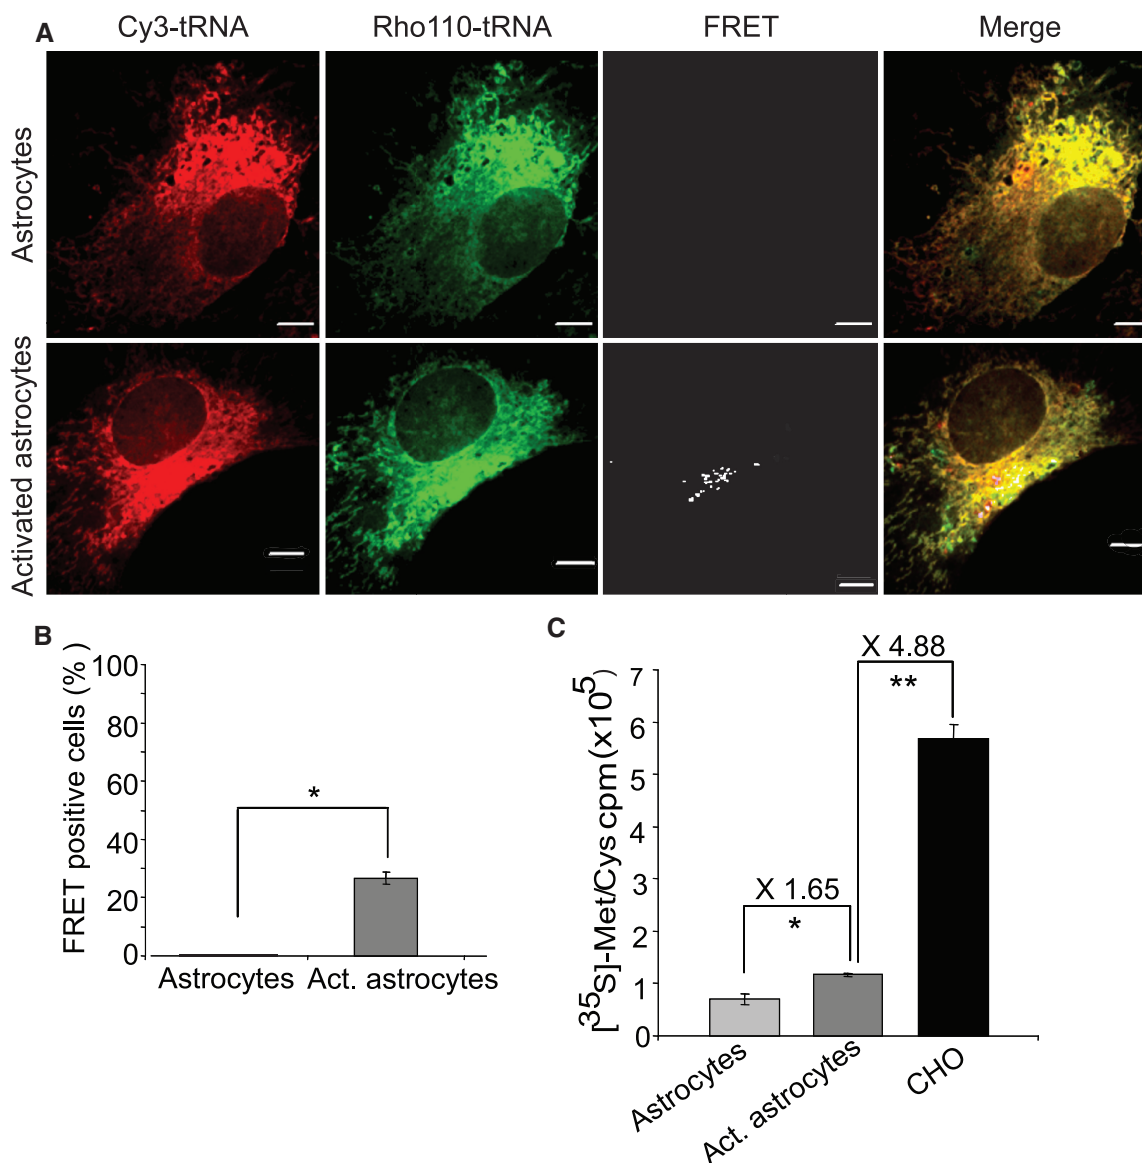 A
Cy3-tRNA
Rho110-tRNA
FRET
Merge
Astrocytes
Activated astrocytes
B
FRET positive cells (% )
100
80
60
40
20
0
*
Astrocytes
Act. astrocytes
C
[35S]-Met/Cys cpm (x10^5)
7
6
5
4
3
2
1
0
X 1.65
*
X 4.88
**
Astrocytes
Act. astrocytes
CHO